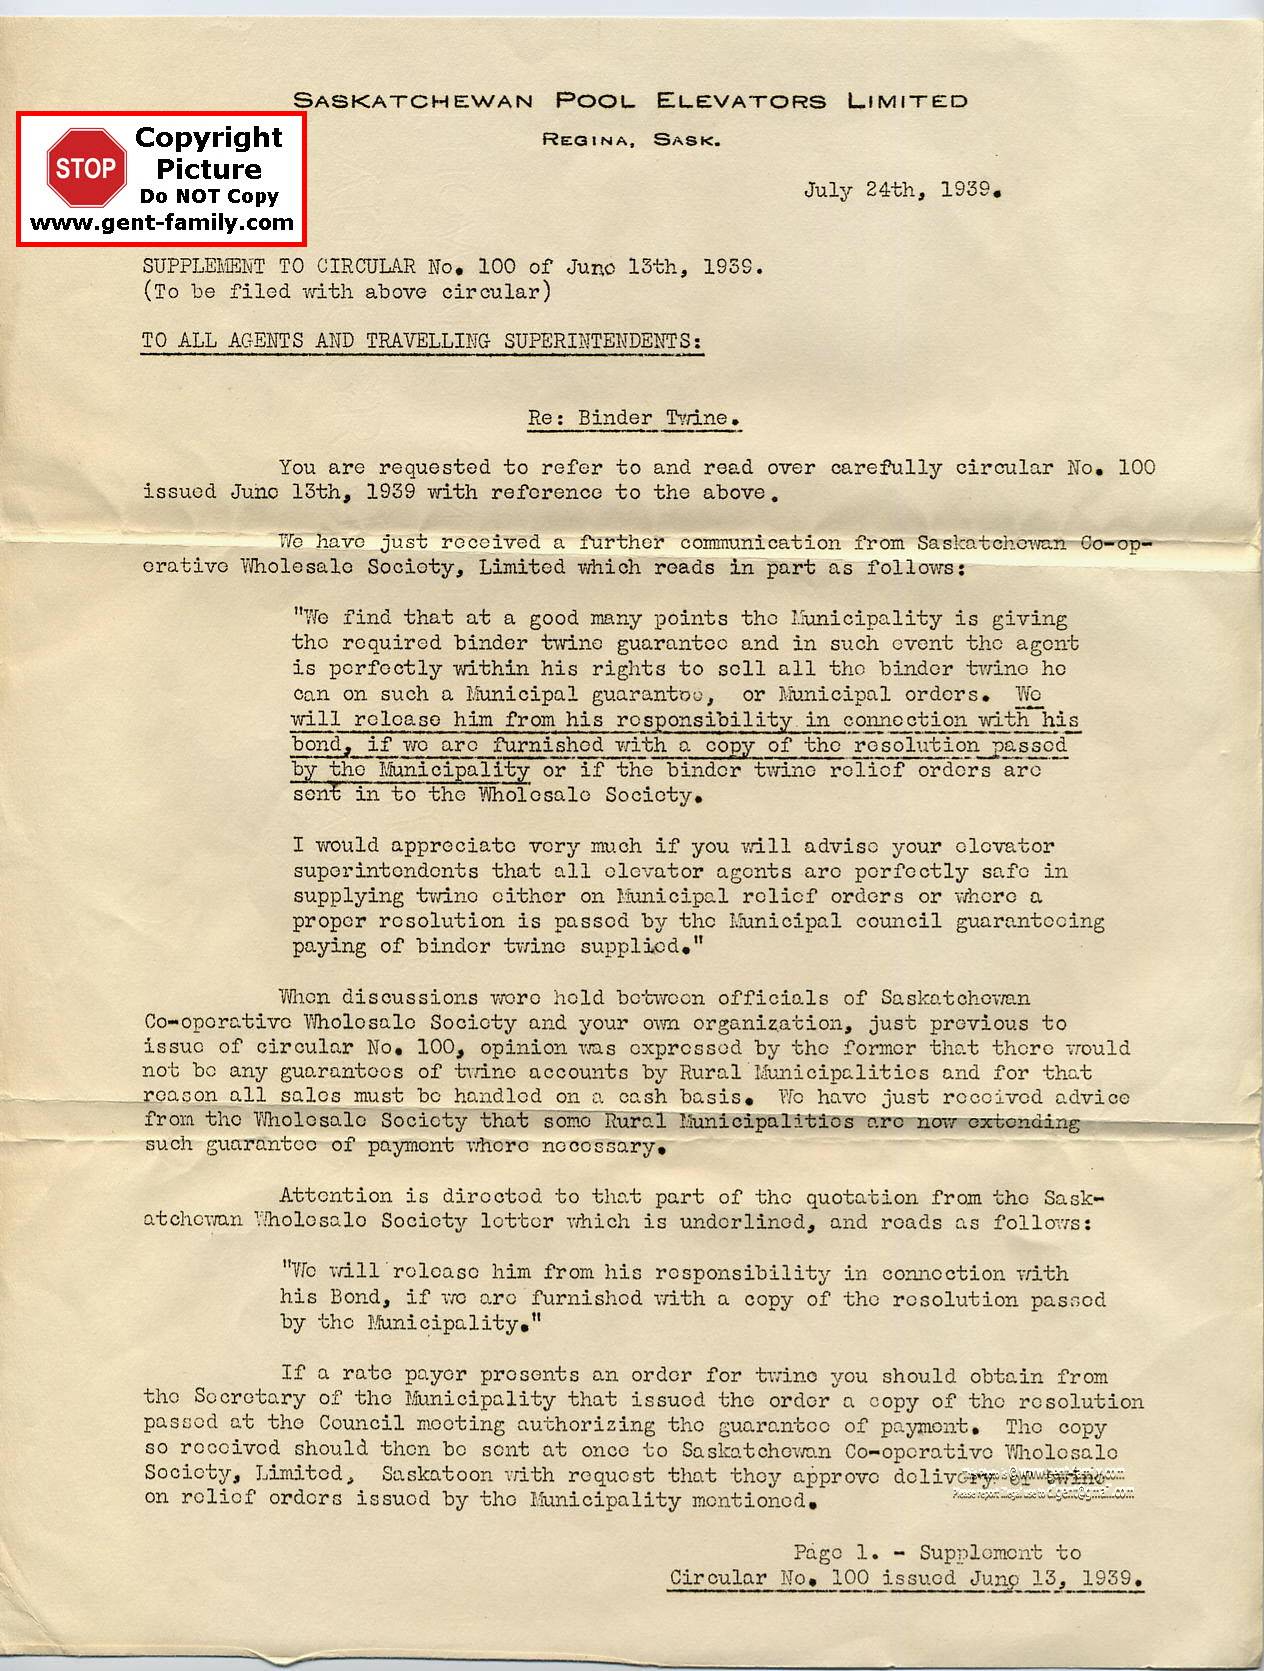 SASKATCHEWAN POOL ELEVATORS LIMITED
REGINA, SASK.
STOP
Copyright
Picture
Do NOT Copy
www.gent-family.com
July 24th, 1939.
SUPPLEMENT TO CIRCULAR No. 100 of June 13th, 1939.
(To be filed with above circular)
TO ALL AGENTS AND TRAVELLING SUPERINTENDENTS:
Re: Binder Twine.
You are requested to refer to and read over carefully circular No. 100
issued June 13th, 1939 with reference to the above.
We have just received a further communication from Saskatchewan Co-op-
erative Wholesale Society, Limited which reads in part as follows:
"We find that at a good many points the Municipality is giving
the required binder twine guarantee and in such event the agent
is perfectly within his rights to sell all the binder twine he
can on such a Municipal guarantee, or Municipal orders. We
will release him from his responsibility in connection with his
bond, if we are furnished with a copy of the resolution passed
by the Municipality or if the binder twine relief orders are
sent in to the Wholesale Society.
I would appreciate very much if you will advise your elevator
superintendents that all elevator agents are perfectly safe in
supplying twine either on Municipal relief orders or where a
proper resolution is passed by the Municipal council guaranteeing
paying of binder twine supplied."
When discussions were held between officials of Saskatchewan
Co-operative Wholesale Society and your own organization, just previous to
issue of circular No. 100, opinion was expressed by the former that there would
not be any guarantees of twine accounts by Rural Municipalities and for that
reason all sales must be handled on a cash basis. We have just received advice
from the Wholesale Society that some Rural Municipalities are now extending
such guarantee of payment where necessary.
Attention is directed to that part of the quotation from the Sask-
atchewan Wholesale Society letter which is underlined, and reads as follows:
"We will release him from his responsibility in connection with
his Bond, if we are furnished with a copy of the resolution passed
by the Municipality."
If a rate payer presents an order for twine you should obtain from
the Secretary of the Municipality that issued the order a copy of the resolution
passed at the Council meeting authorizing the guarantee of payment. The copy
so received should then be sent at once to Saskatchewan Co-operative Wholesale
Society, Limited, Saskatoon with request that they approve delivery of twine
on relief orders issued by the Municipality mentioned.
Please report illegal use to d.gent@gmail.com
Page 1. - Supplement to
Circular No. 100 issued June 13, 1939.